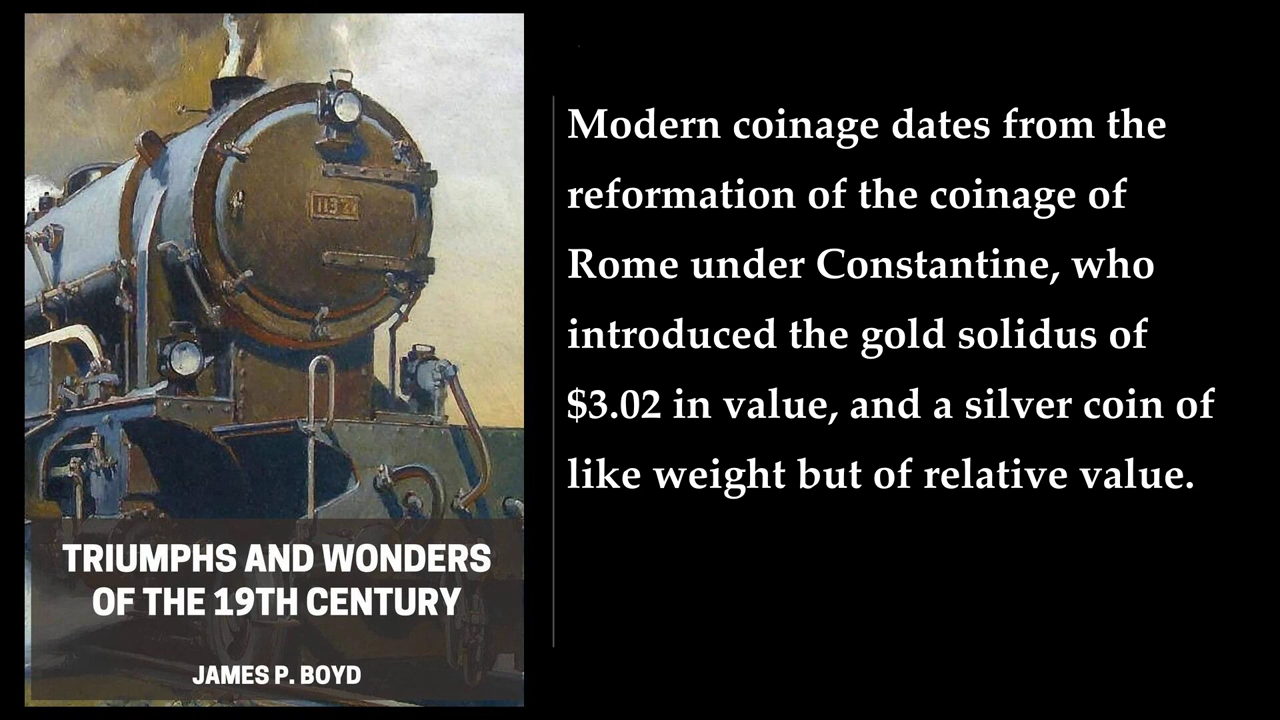 TRIUMPHS AND WONDERS
OF THE 19TH CENTURY
JAMES P. BOYD
Modern coinage dates from the
reformation of the coinage of
Rome under Constantine, who
introduced the gold solidus of
$3.02 in value, and a silver coin of
like weight but of relative value.